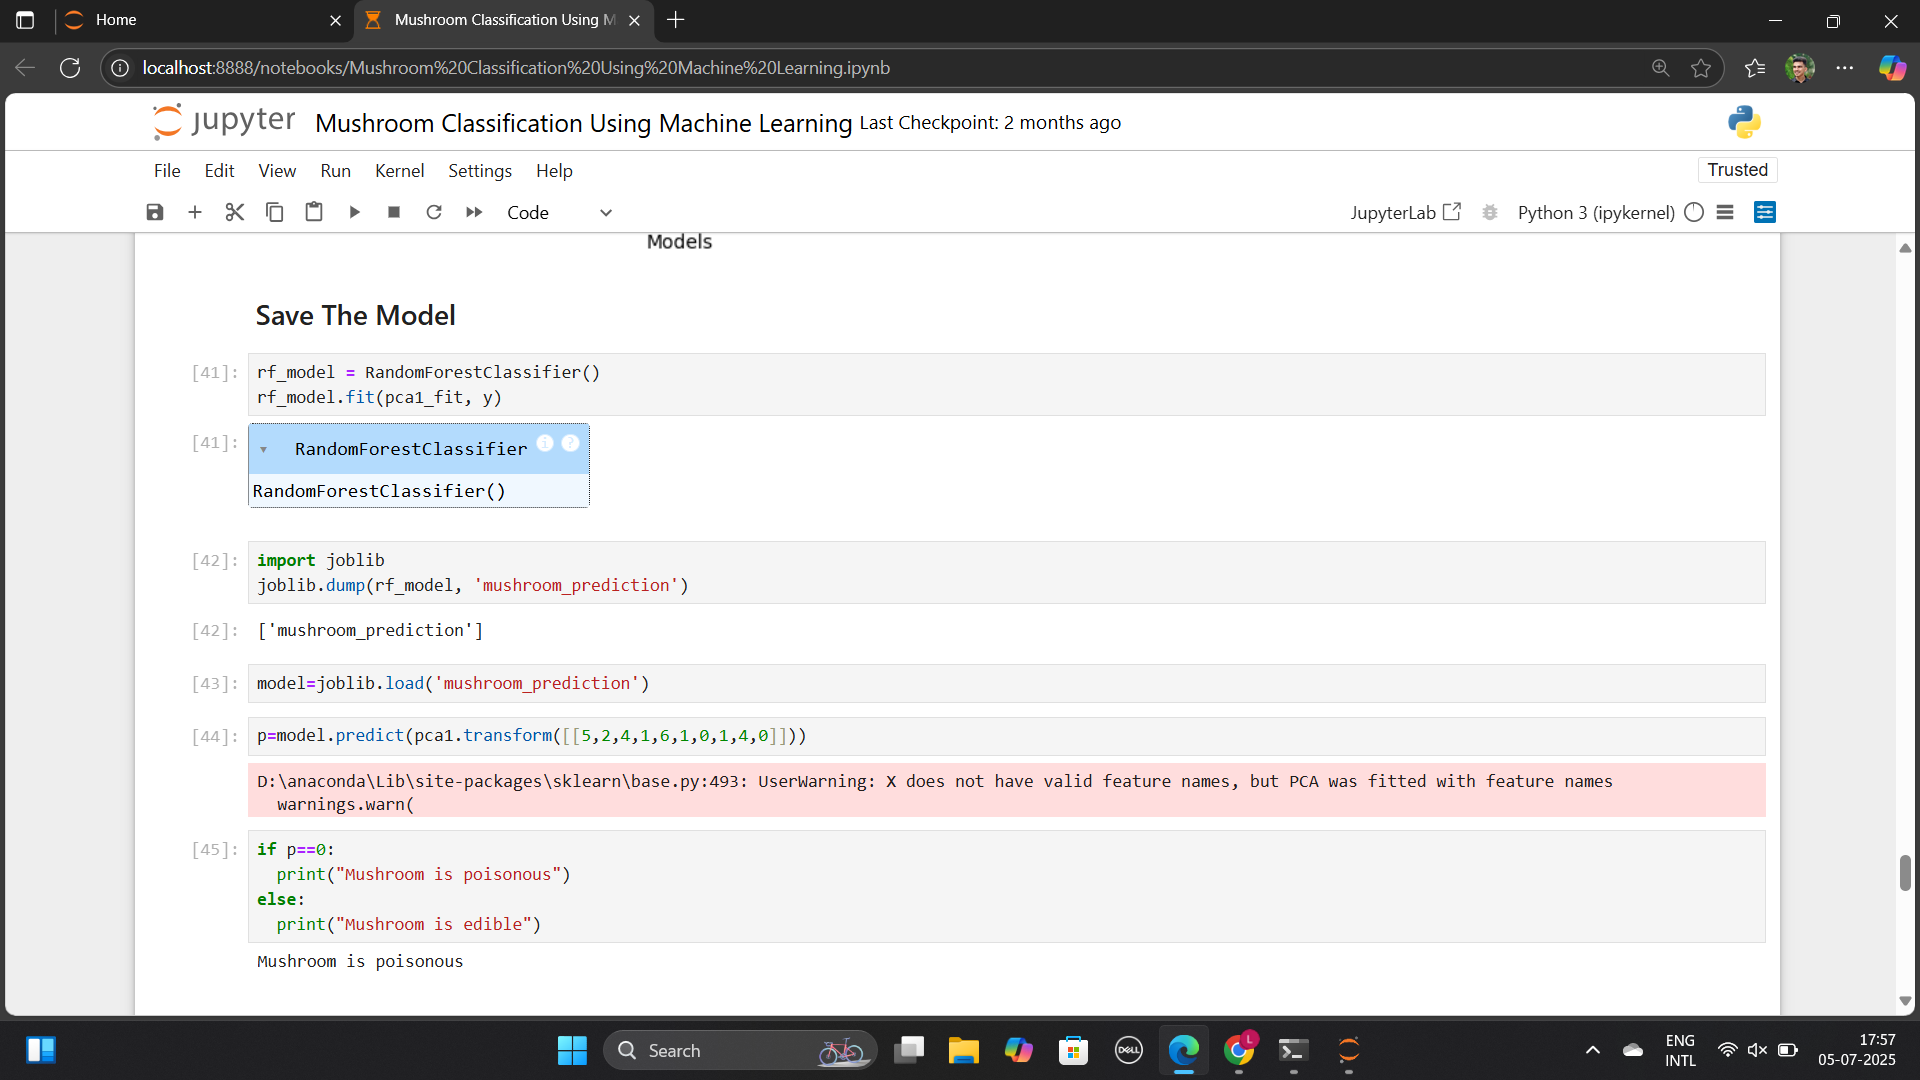 Home
Mushroom Classification Using M
localhost:8888/notebooks/Mushroom%20Classification%20Using%20Machine%20Learning.ipynb
jupyter Mushroom Classification Using Machine Learning Last Checkpoint: 2 months ago
File Edit View Run Kernel Settings Help Trusted
Code JupyterLab Python 3 (ipykernel)
Models
Save The Model
[41]: rf_model = RandomForestClassifier()
rf_model.fit(pca1_fit, y)
[41]: ▾ RandomForestClassifier i ?
RandomForestClassifier()
[42]: import joblib
joblib.dump(rf_model, 'mushroom_prediction')
[42]: ['mushroom_prediction']
[43]: model=joblib.load('mushroom_prediction')
[44]: p=model.predict(pca1.transform([[5,2,4,1,6,1,0,1,4,0]]))
D:\anaconda\Lib\site-packages\sklearn\base.py:493: UserWarning: X does not have valid feature names, but PCA was fitted with feature names
  warnings.warn(
[45]: if p==0:
  print("Mushroom is poisonous")
else:
  print("Mushroom is edible")
Mushroom is poisonous
Search
DELL
L
ENG
INTL
17:57
05-07-2025